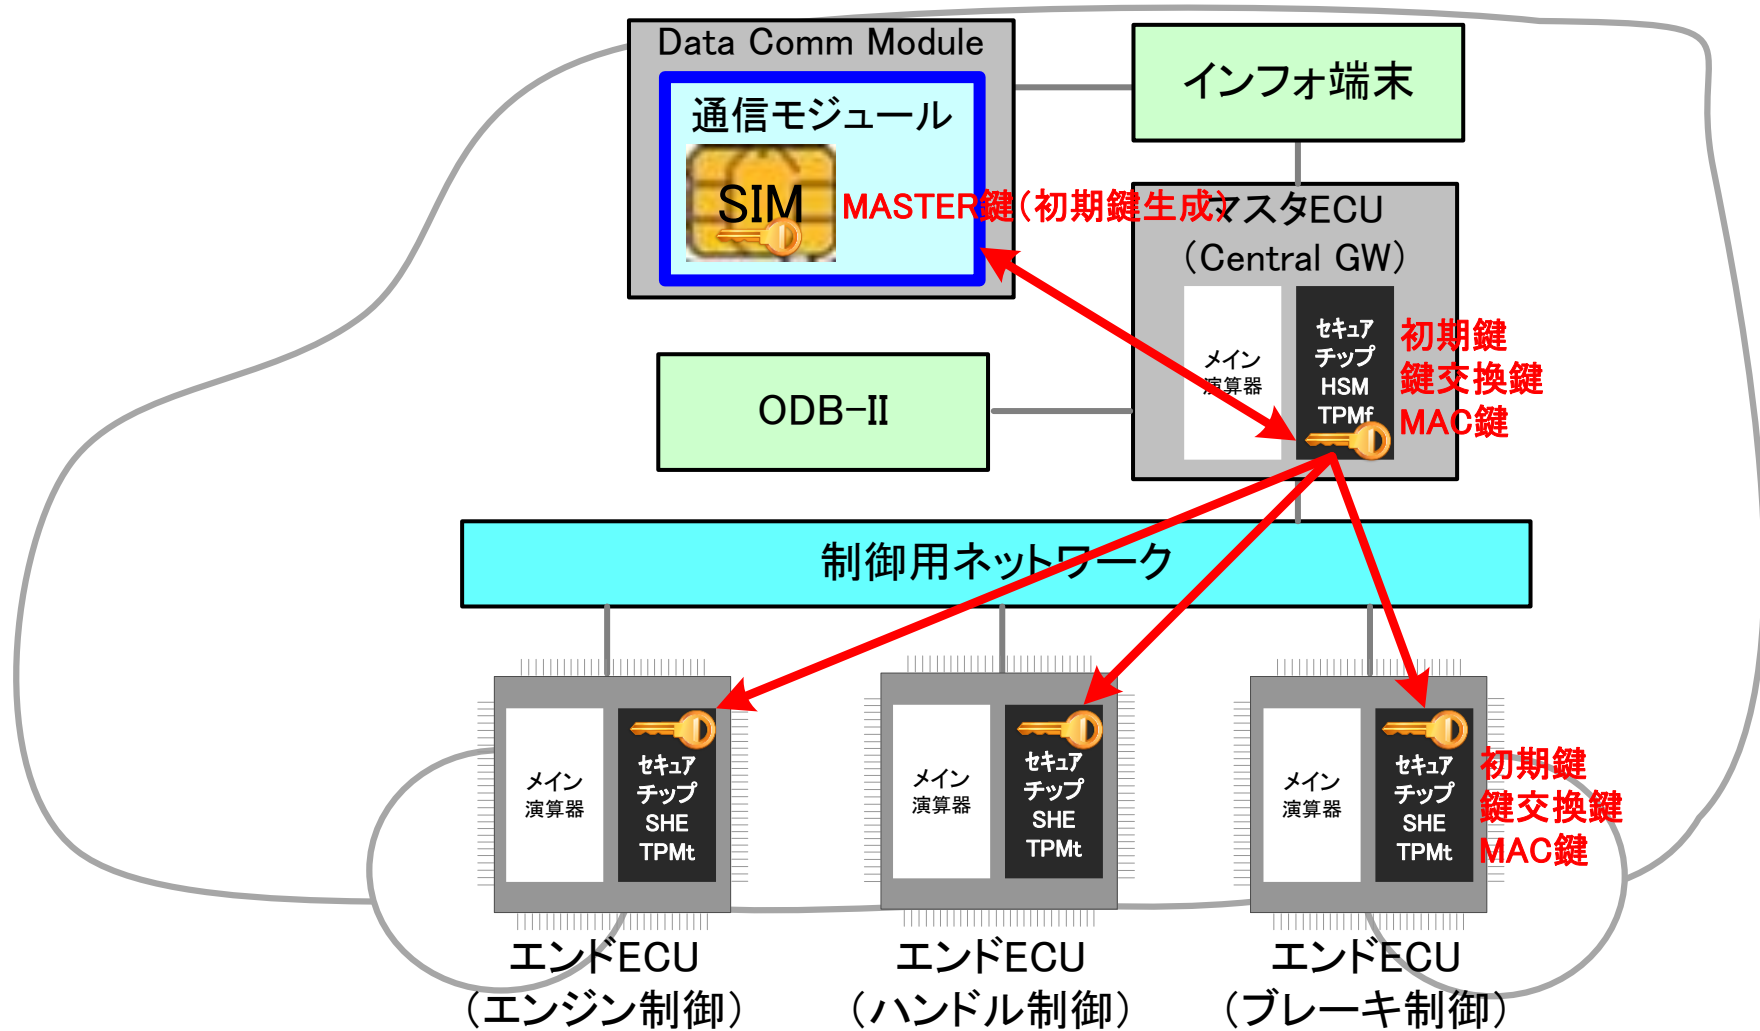 Data Comm Module
通信モジュール
SIM
MASTER鍵（初期鍵生成）
インフォ端末
マスタECU
（Central GW）
メイン
演算器
セキュア
チップ
HSM
TPMf
初期鍵
鍵交換鍵
MAC鍵
ODB-II
制御用ネットワーク
メイン
演算器
セキュア
チップ
SHE
TPMt
エンドECU
（エンジン制御）
メイン
演算器
セキュア
チップ
SHE
TPMt
エンドECU
（ハンドル制御）
メイン
演算器
セキュア
チップ
SHE
TPMt
初期鍵
鍵交換鍵
MAC鍵
エンドECU
（ブレーキ制御）